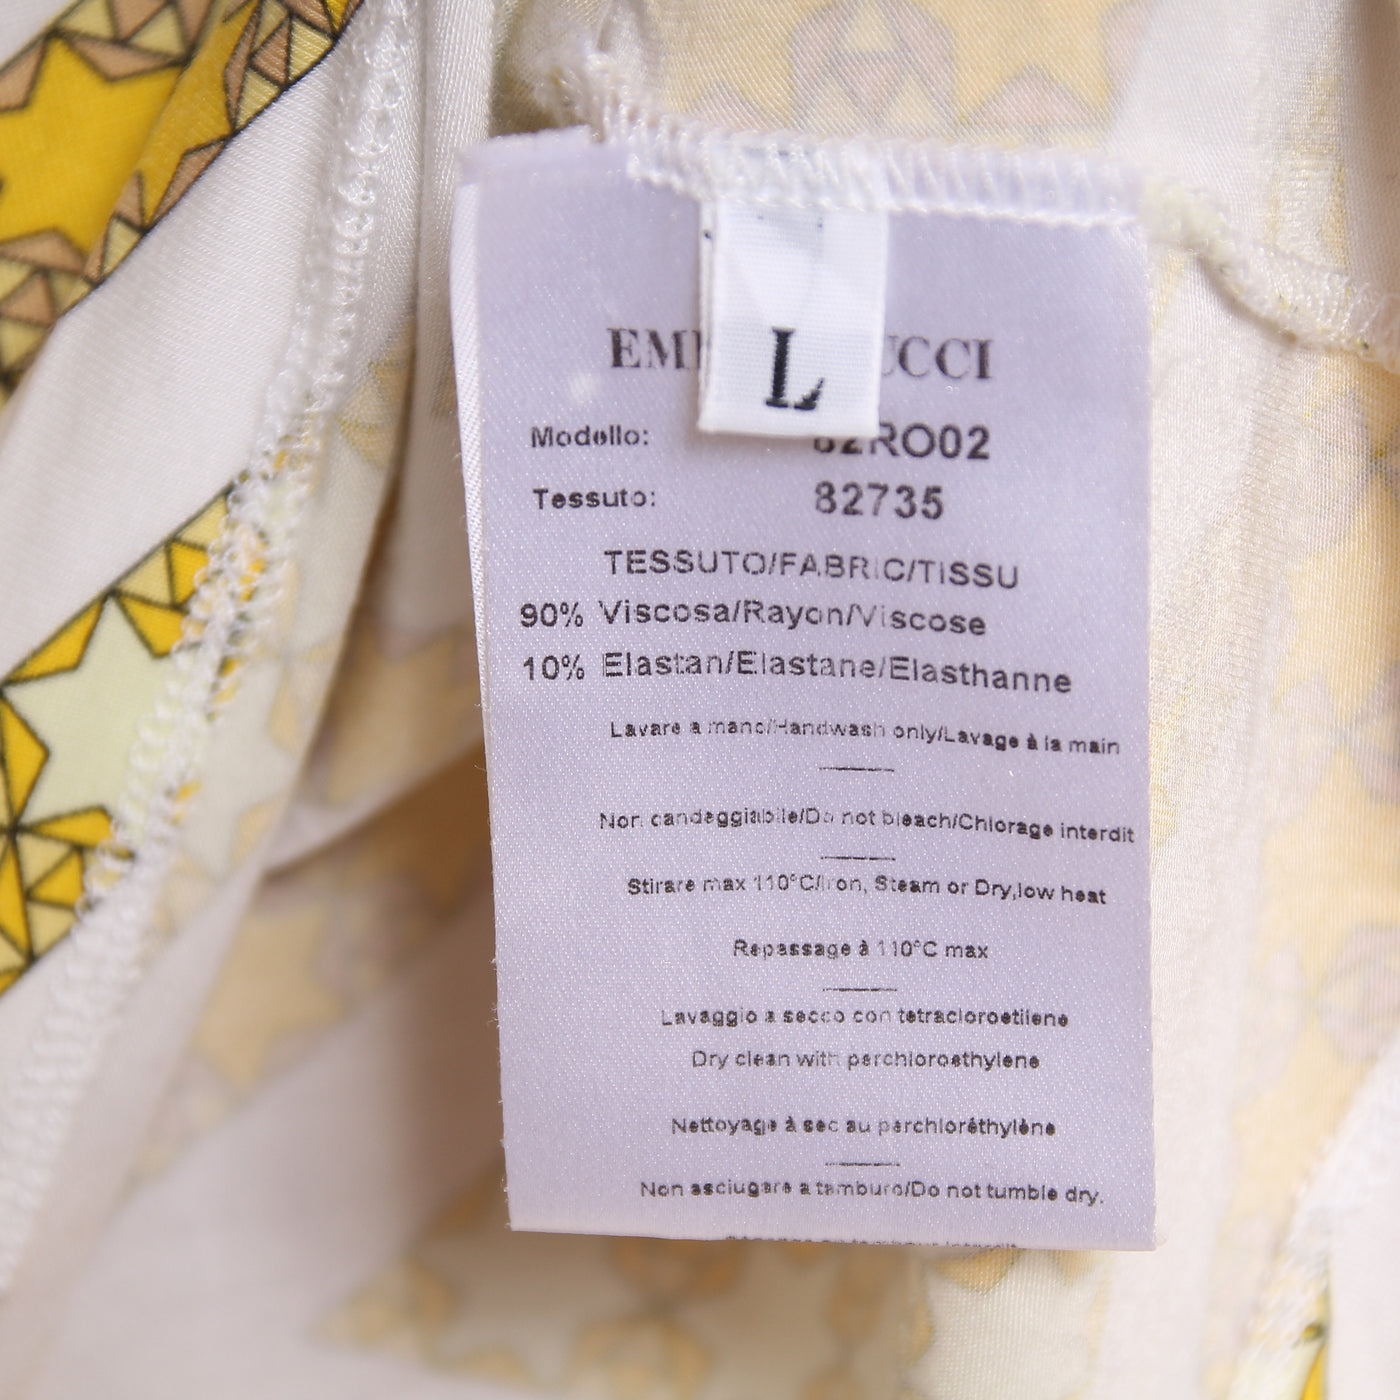 L
EM UCCI
Modello: 82RO02
Tessuto: 82735
TESSUTO/FABRIC/TISSU
90% Viscosa/Rayon/Viscose
10% Elastan/Elastane/Elasthanne
Lavare a mano/Handwash only/Lavage à la main
Non candeggiabile/Do not bleach/Chlorage interdit
Stirare max 110°C/Iron, Steam or Dry,low heat
Repassage à 110°C max
Lavaggio a secco con tetracloroetilene
Dry clean with perchloroethylene
Nettoyage à sec au perchloréthylène
Non asciugare a tamburo/Do not tumble dry.